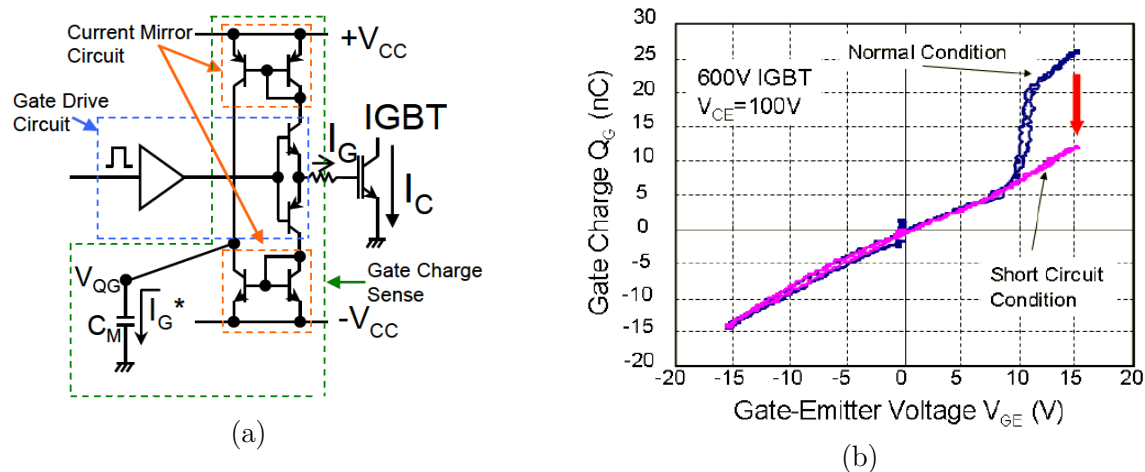 Current Mirror
Circuit
+V_CC
Gate Drive
Circuit
IGBT
I_G
I_C
V_QG
I_G*
C_M
Gate Charge
Sense
-V_CC
(a)
Gate Charge Q_G (nC)
30
25
20
15
10
5
0
-5
-10
-15
-20
600V IGBT
V_CE=100V
Normal Condition
Short Circuit
Condition
-20 -15 -10 -5 0 5 10 15 20
Gate-Emitter Voltage V_GE (V)
(b)